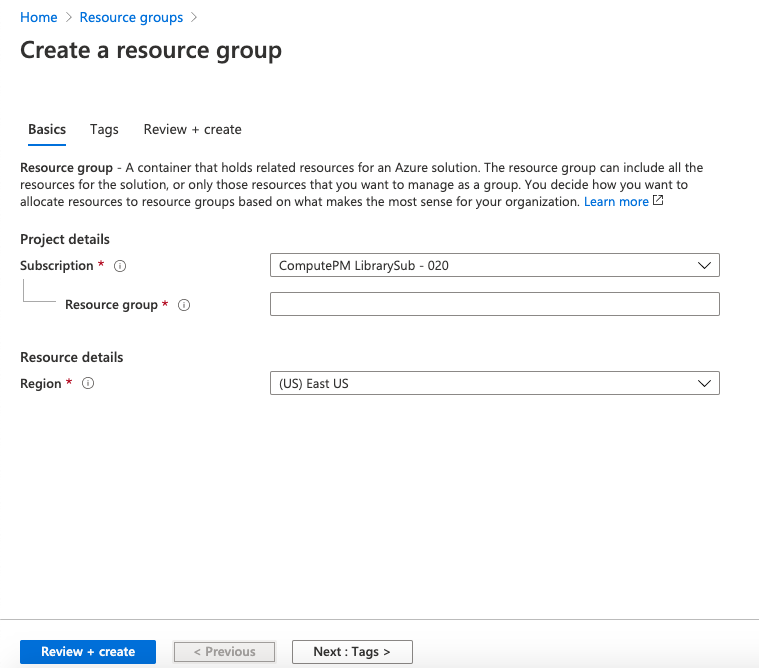 Home > Resource groups >
Create a resource group
Basics Tags Review + create
Resource group - A container that holds related resources for an Azure solution. The resource group can include all the
resources for the solution, or only those resources that you want to manage as a group. You decide how you want to
allocate resources to resource groups based on what makes the most sense for your organization. Learn more
Project details
Subscription * ComputePM LibrarySub - 020
Resource group *
Resource details
Region * (US) East US
Review + create < Previous Next : Tags >